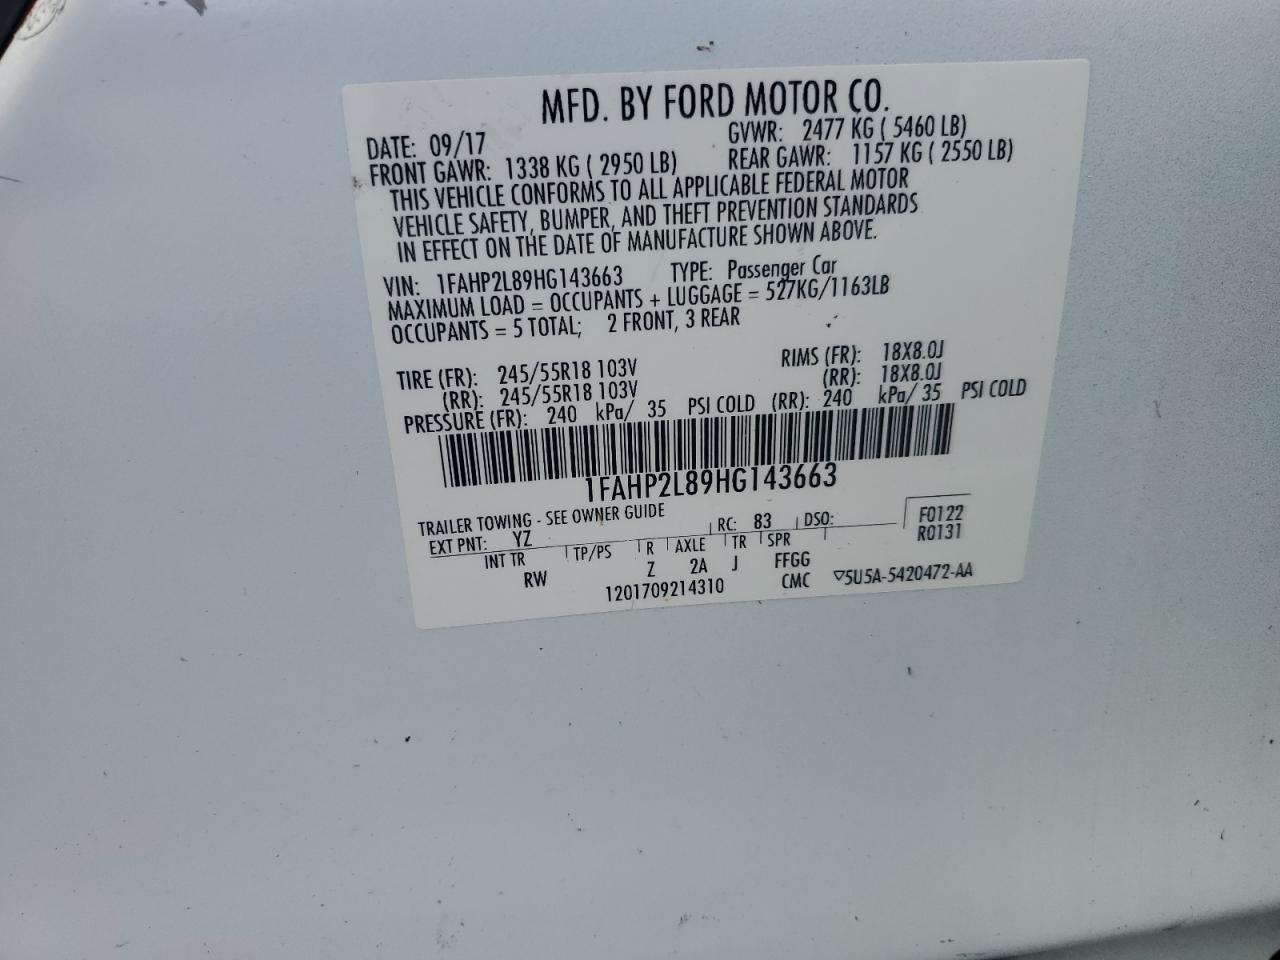 MFD. BY FORD MOTOR CO.
DATE: 09/17 GVWR: 2477 KG ( 5460 LB)
FRONT GAWR: 1338 KG ( 2950 LB) REAR GAWR: 1157 KG ( 2550 LB)
THIS VEHICLE CONFORMS TO ALL APPLICABLE FEDERAL MOTOR
VEHICLE SAFETY, BUMPER, AND THEFT PREVENTION STANDARDS
IN EFFECT ON THE DATE OF MANUFACTURE SHOWN ABOVE.
VIN: 1FAHP2L89HG143663 TYPE: Passenger Car
MAXIMUM LOAD = OCCUPANTS + LUGGAGE = 527KG/1163LB
OCCUPANTS = 5 TOTAL; 2 FRONT, 3 REAR
TIRE (FR): 245/55R18 103V RIMS (FR): 18X8.0J
(RR): 245/55R18 103V (RR): 18X8.0J
PRESSURE (FR): 240 kPa/ 35 PSI COLD (RR): 240 kPa/ 35 PSI COLD
1FAHP2L89HG143663
TRAILER TOWING - SEE OWNER GUIDE
EXT PNT: YZ RC: 83 DSO: F0122
R0131
INT TR TP/PS R AXLE TR SPR
RW Z 2A J FFGG
1201709214310 CMC ▽5U5A-5420472-AA